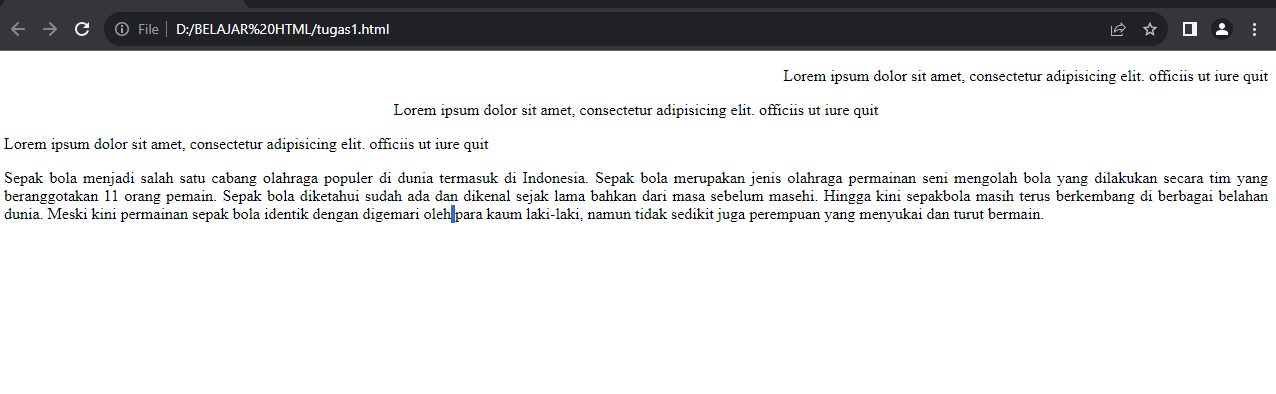 File
D:/BELAJAR%20HTML/tugas1.html
Lorem ipsum dolor sit amet, consectetur adipisicing elit. officiis ut iure quit
Lorem ipsum dolor sit amet, consectetur adipisicing elit. officiis ut iure quit
Lorem ipsum dolor sit amet, consectetur adipisicing elit. officiis ut iure quit
Sepak bola menjadi salah satu cabang olahraga populer di dunia termasuk di Indonesia. Sepak bola merupakan jenis olahraga permainan seni mengolah bola yang dilakukan secara tim yang
beranggotakan 11 orang pemain. Sepak bola diketahui sudah ada dan dikenal sejak lama bahkan dari masa sebelum masehi. Hingga kini sepakbola masih terus berkembang di berbagai belahan
dunia. Meski kini permainan sepak bola identik dengan digemari oleh para kaum laki-laki, namun tidak sedikit juga perempuan yang menyukai dan turut bermain.